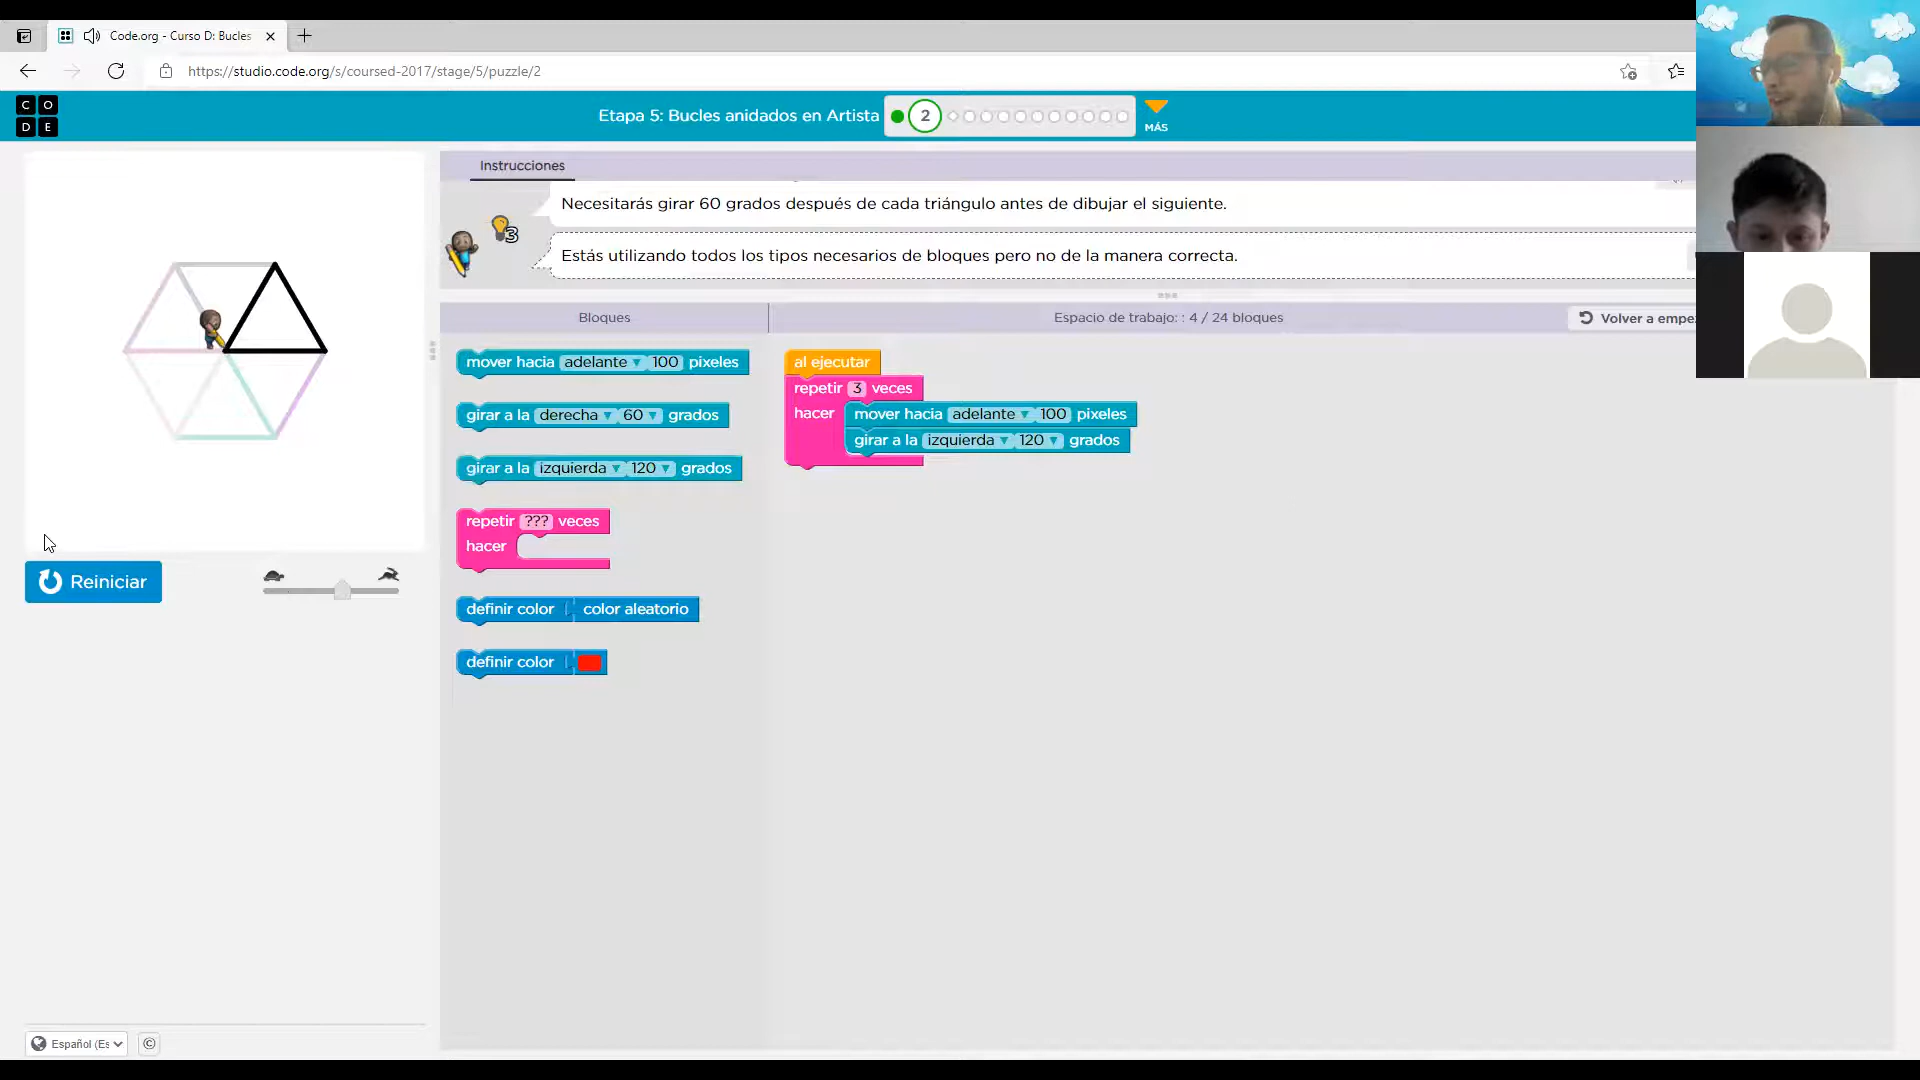 Code.org - Curso D: Bucles
https://studio.code.org/s/coursed-2017/stage/5/puzzle/2
C O
D E
Etapa 5: Bucles anidados en Artista
2
MÁS
Instrucciones
Necesitarás girar 60 grados después de cada triángulo antes de dibujar el siguiente.
3
Estás utilizando todos los tipos necesarios de bloques pero no de la manera correcta.
Bloques
Espacio de trabajo: : 4 / 24 bloques
Volver a empe
mover hacia adelante 100 pixeles
girar a la derecha 60 grados
girar a la izquierda 120 grados
repetir ??? veces
hacer
definir color color aleatorio
definir color
al ejecutar
repetir 3 veces
hacer mover hacia adelante 100 pixeles
girar a la izquierda 120 grados
Reiniciar
Español (Es
©